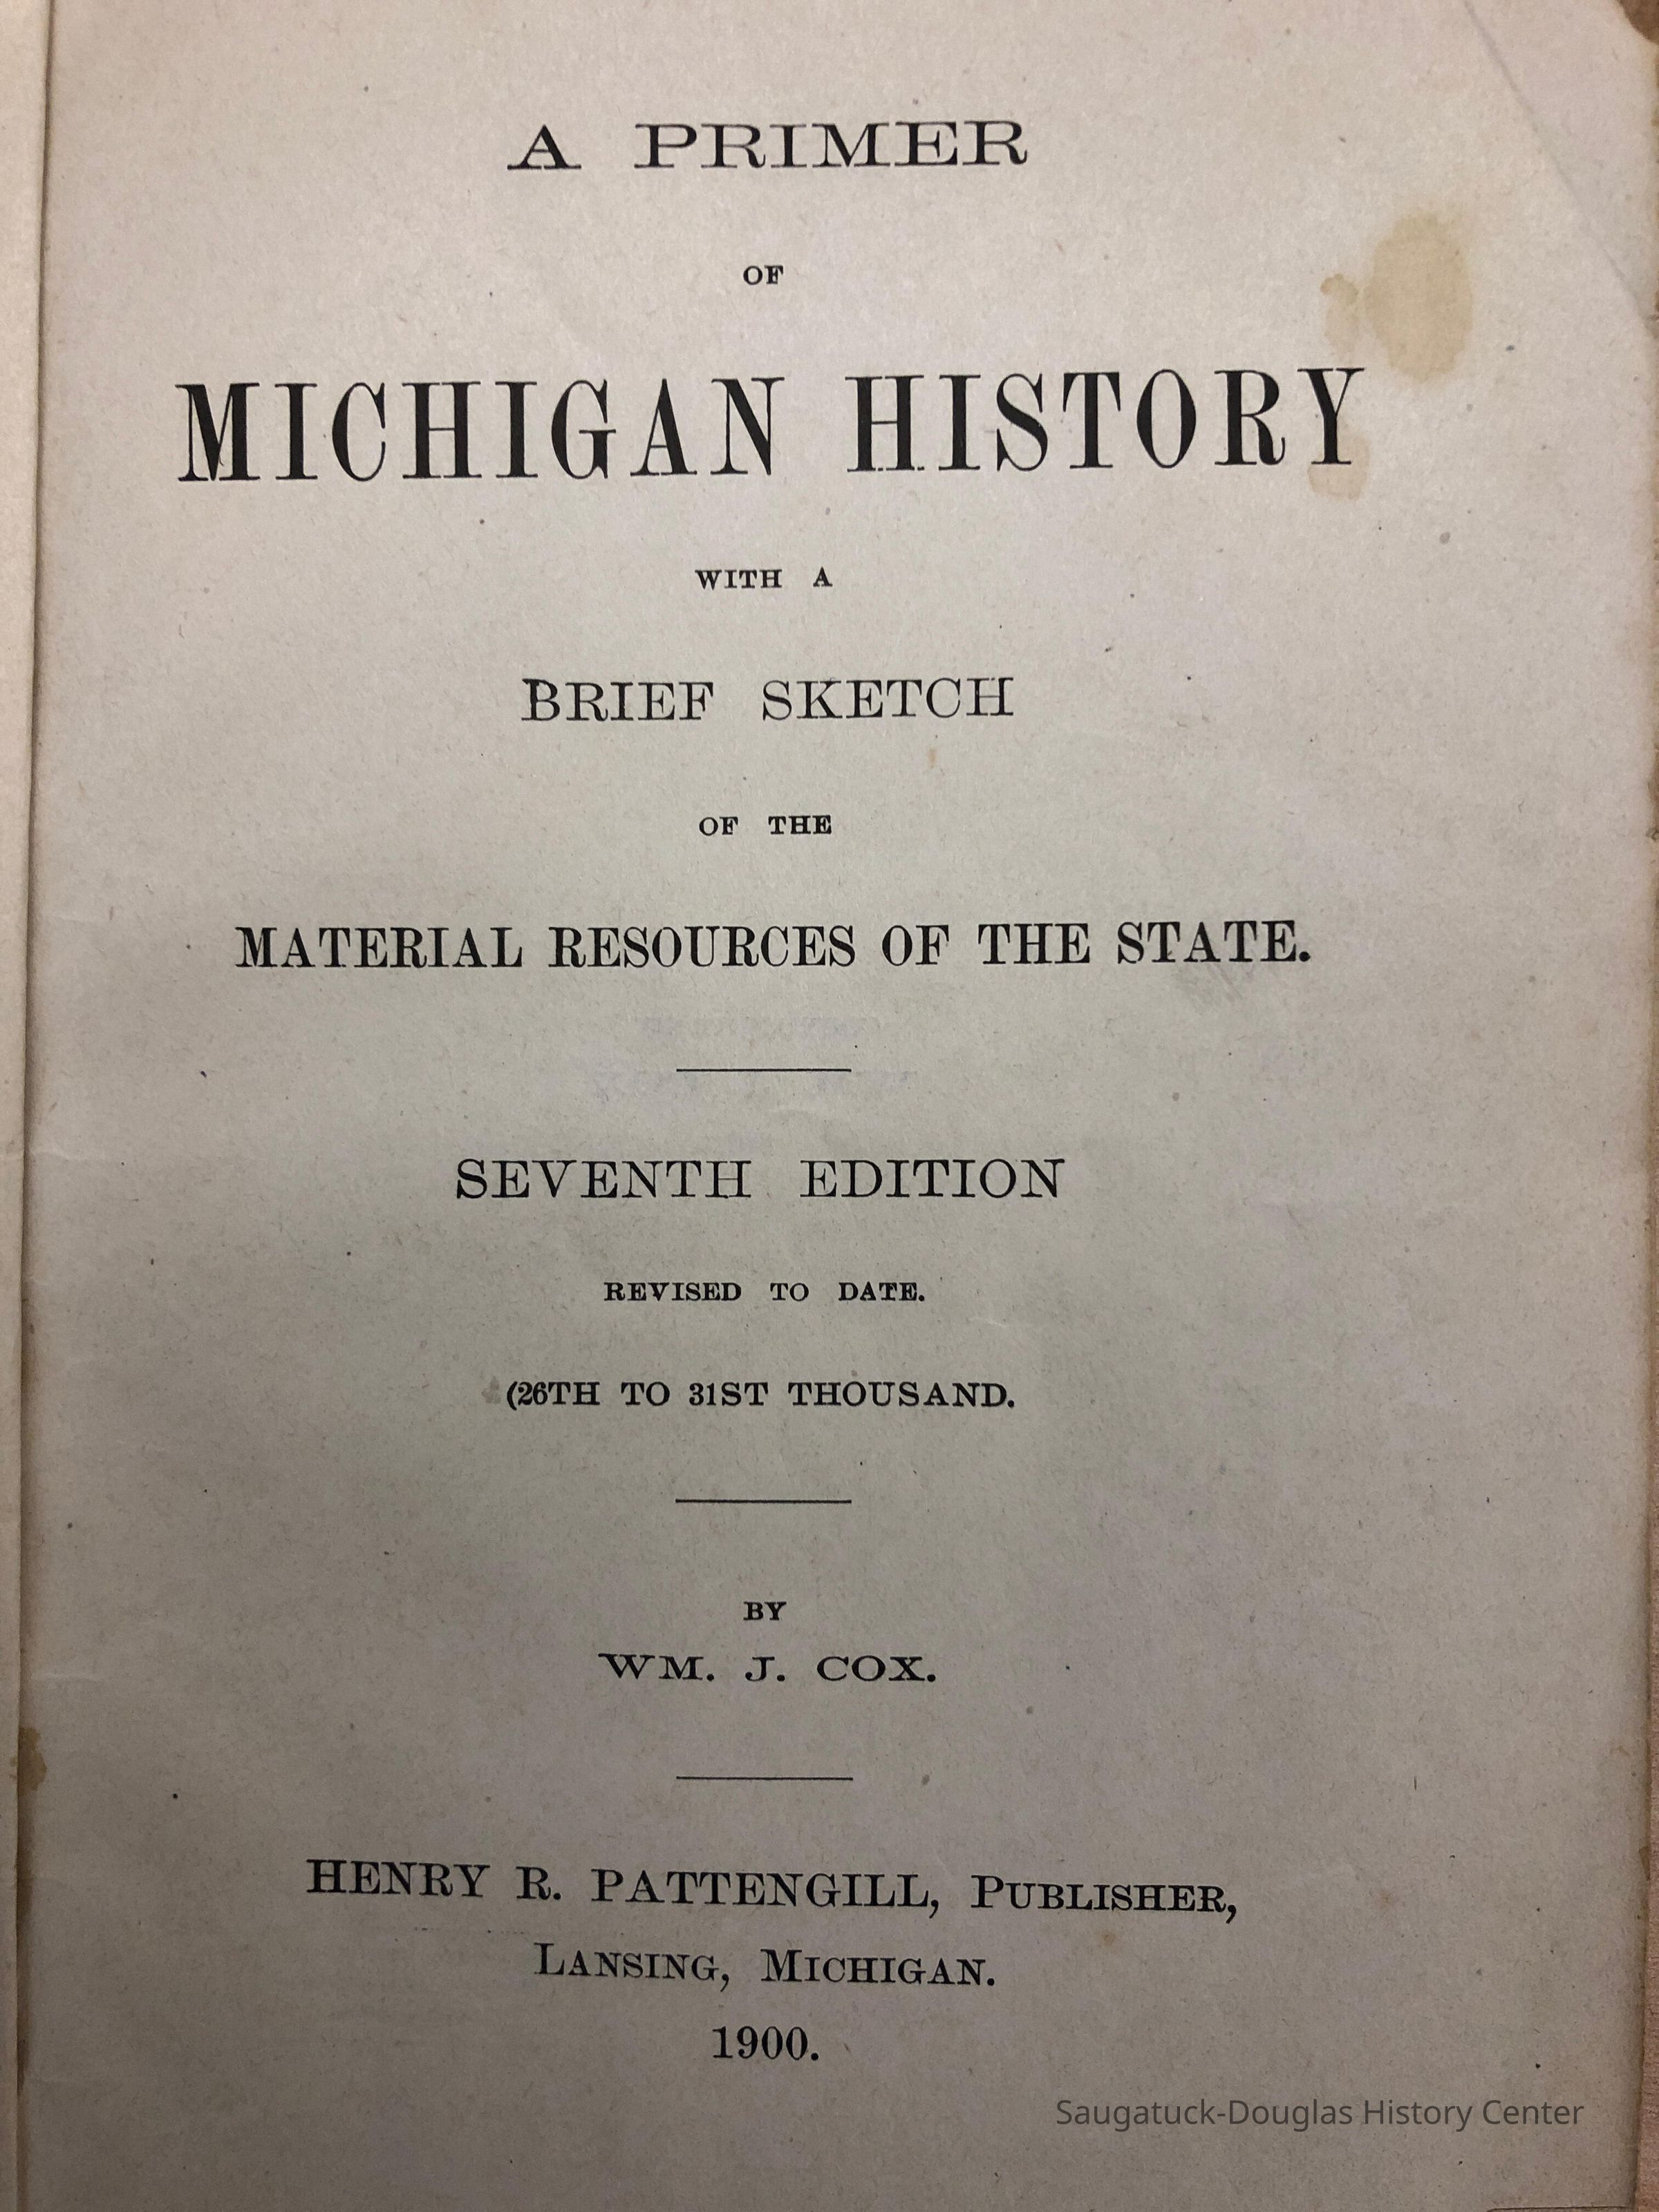 A PRIMER
OF
MICHIGAN HISTORY
WITH A
BRIEF SKETCH
OF THE
MATERIAL RESOURCES OF THE STATE.
SEVENTH EDITION
REVISED TO DATE.
(26TH TO 31ST THOUSAND.
BY
WM. J. COX.
HENRY R. PATTENGILL, PUBLISHER,
LANSING, MICHIGAN.
1900.
Saugatuck-Douglas History Center